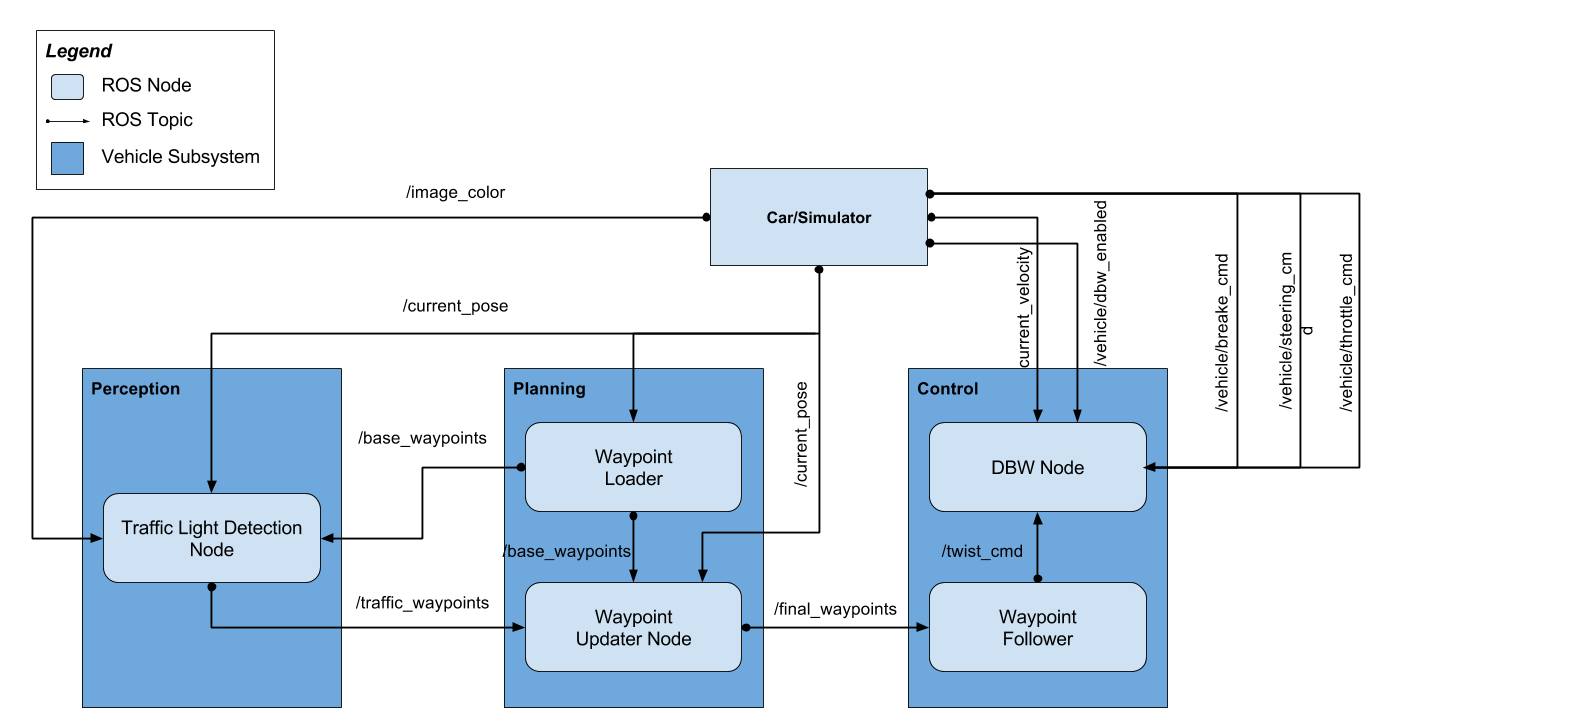 Legend
ROS Node
ROS Topic
Vehicle Subsystem
/image_color
Car/Simulator
/current_pose
current_velocity
/vehicle/dbw_enabled
/vehicle/breake_cmd
/vehicle/steering_cm
d
/vehicle/throttle_cmd
Perception
Planning
Control
/current_pose
/base_waypoints
Waypoint
Loader
DBW Node
Traffic Light Detection
Node
/base_waypoints
/twist_cmd
/traffic_waypoints
Waypoint
Updater Node
/final_waypoints
Waypoint
Follower